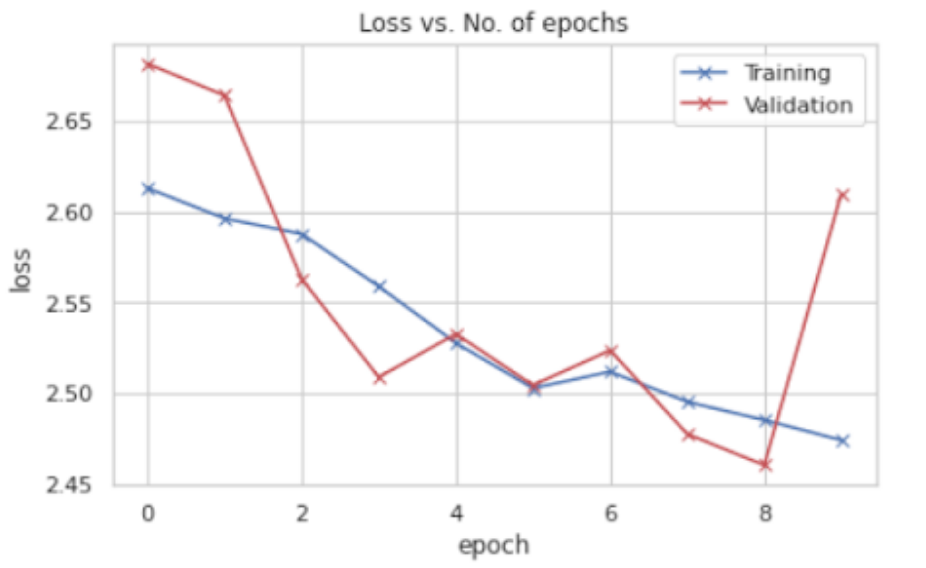 Loss vs. No. of epochs
Training
Validation
2.65
2.60
2.55
2.50
2.45
loss
0 2 4 6 8
epoch